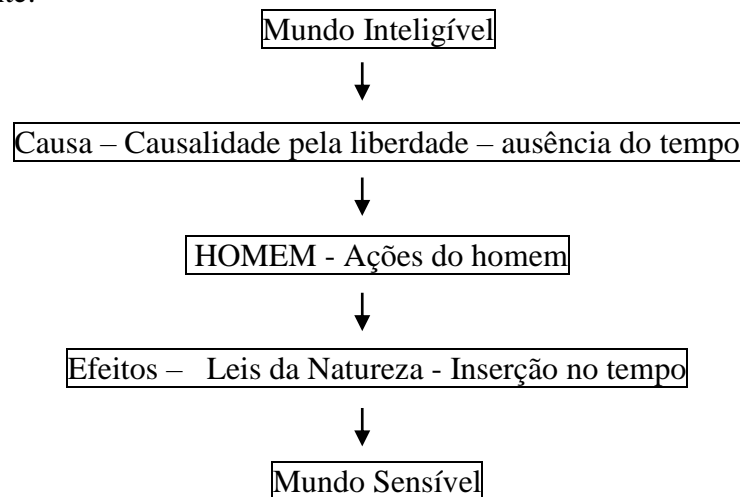 Mundo Inteligível
Causa – Causalidade pela liberdade – ausência do tempo
HOMEM - Ações do homem
Efeitos – Leis da Natureza - Inserção no tempo
Mundo Sensível